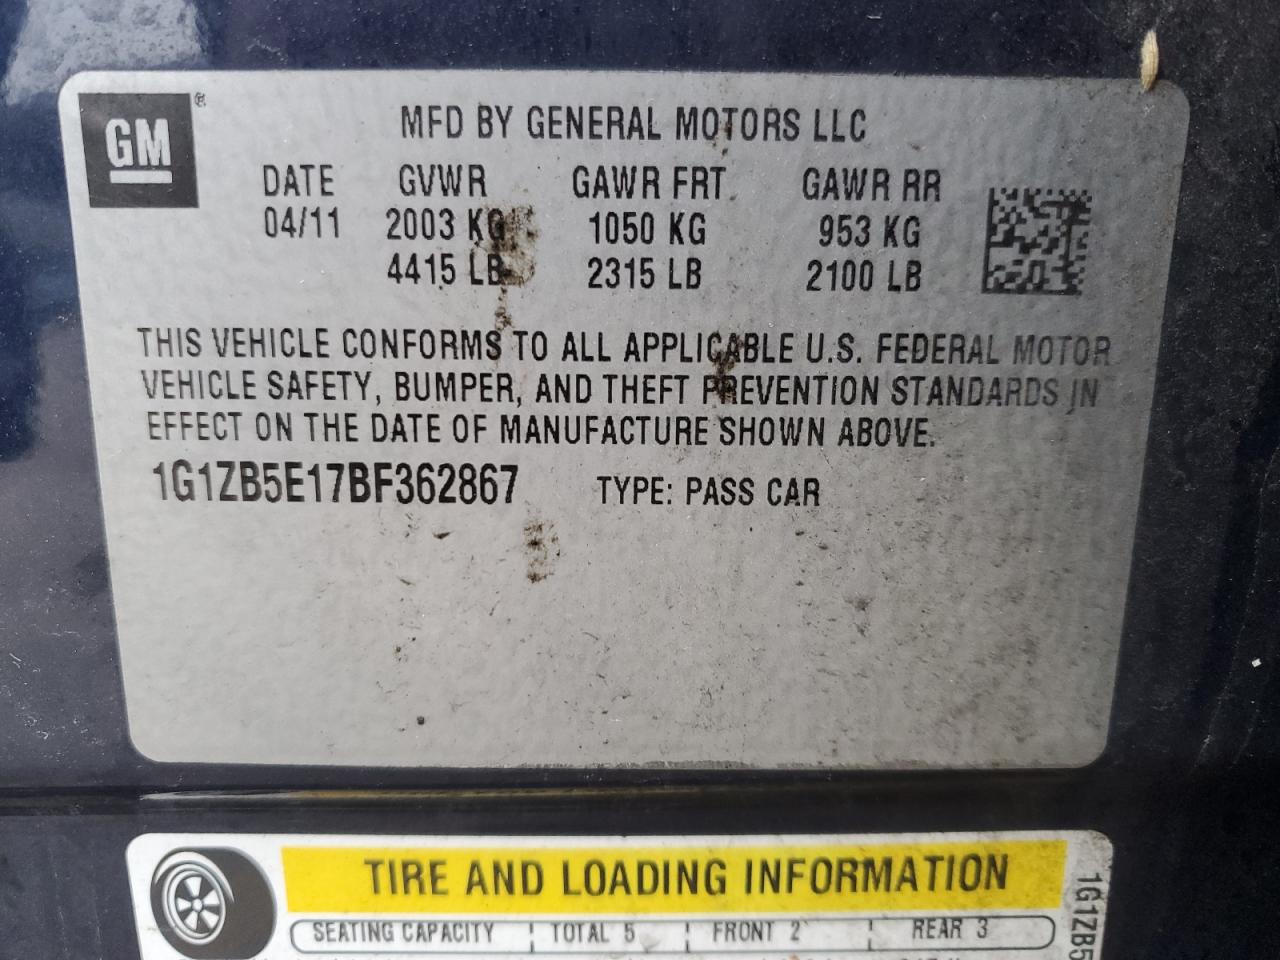 GM ®
MFD BY GENERAL MOTORS LLC
DATE GVWR GAWR FRT GAWR RR
04/11 2003 KG 1050 KG 953 KG
4415 LB 2315 LB 2100 LB
THIS VEHICLE CONFORMS TO ALL APPLICABLE U.S. FEDERAL MOTOR
VEHICLE SAFETY, BUMPER, AND THEFT PREVENTION STANDARDS IN
EFFECT ON THE DATE OF MANUFACTURE SHOWN ABOVE.
1G1ZB5E17BF362867 TYPE: PASS CAR
TIRE AND LOADING INFORMATION
SEATING CAPACITY TOTAL 5 FRONT 2 REAR 3
1G1ZB5